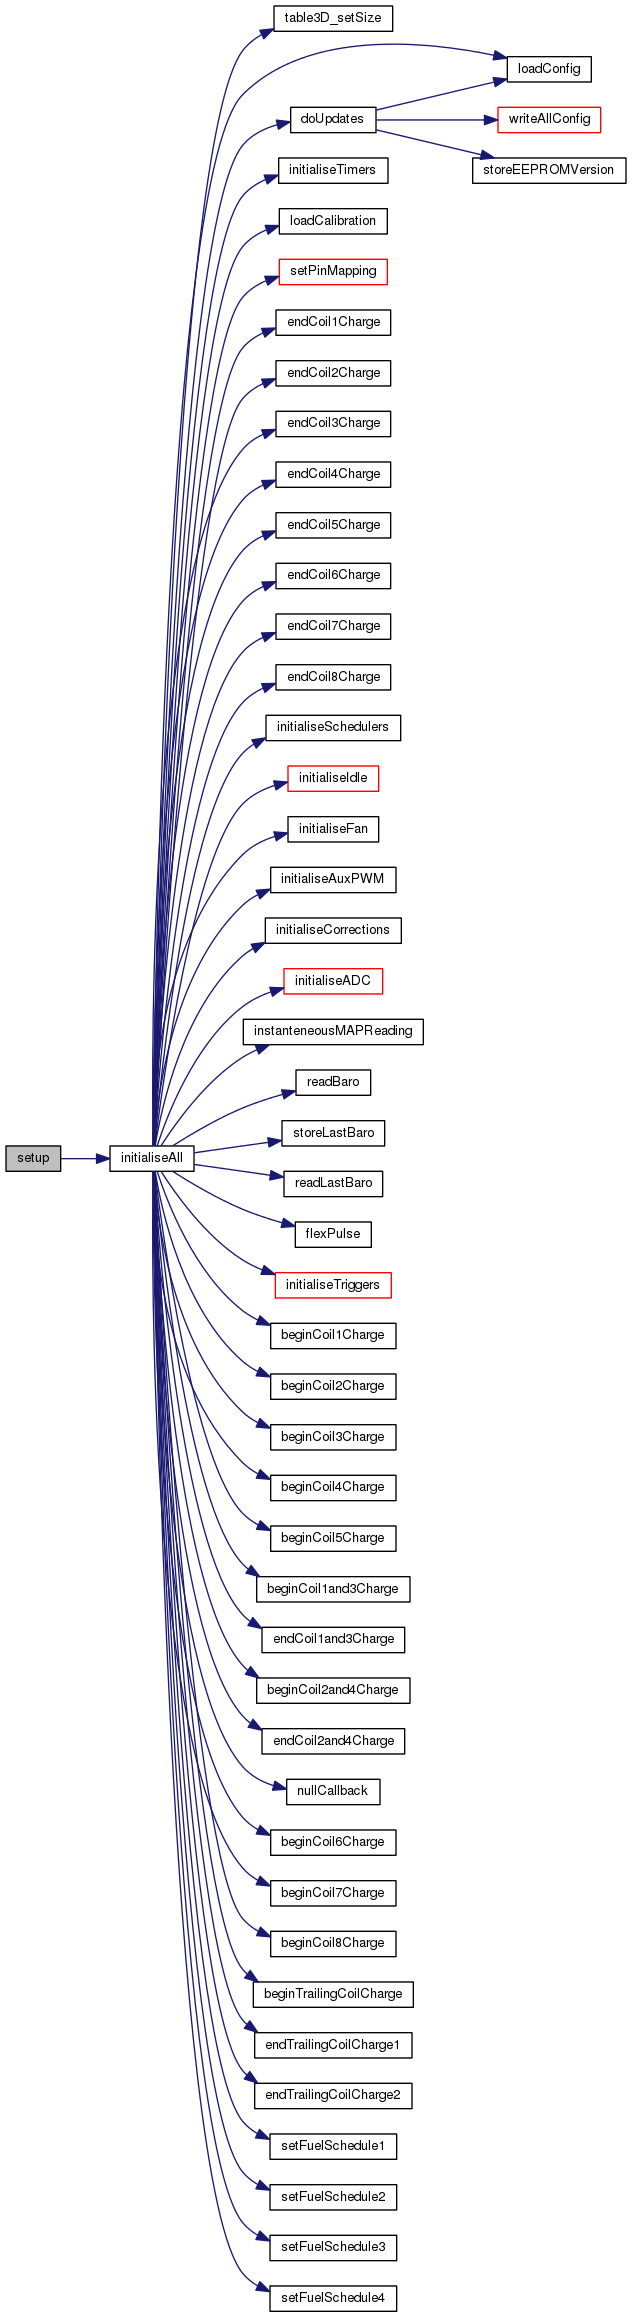 table3D_setSize
loadConfig
doUpdates
writeAllConfig
storeEEPROMVersion
initialiseTimers
loadCalibration
setPinMapping
endCoil1Charge
endCoil2Charge
endCoil3Charge
endCoil4Charge
endCoil5Charge
endCoil6Charge
endCoil7Charge
endCoil8Charge
initialiseSchedulers
initialiseIdle
initialiseFan
initialiseAuxPWM
initialiseCorrections
initialiseADC
instanteneousMAPReading
readBaro
storeLastBaro
setup
initialiseAll
readLastBaro
flexPulse
initialiseTriggers
beginCoil1Charge
beginCoil2Charge
beginCoil3Charge
beginCoil4Charge
beginCoil5Charge
beginCoil1and3Charge
endCoil1and3Charge
beginCoil2and4Charge
endCoil2and4Charge
nullCallback
beginCoil6Charge
beginCoil7Charge
beginCoil8Charge
beginTrailingCoilCharge
endTrailingCoilCharge1
endTrailingCoilCharge2
setFuelSchedule1
setFuelSchedule2
setFuelSchedule3
setFuelSchedule4